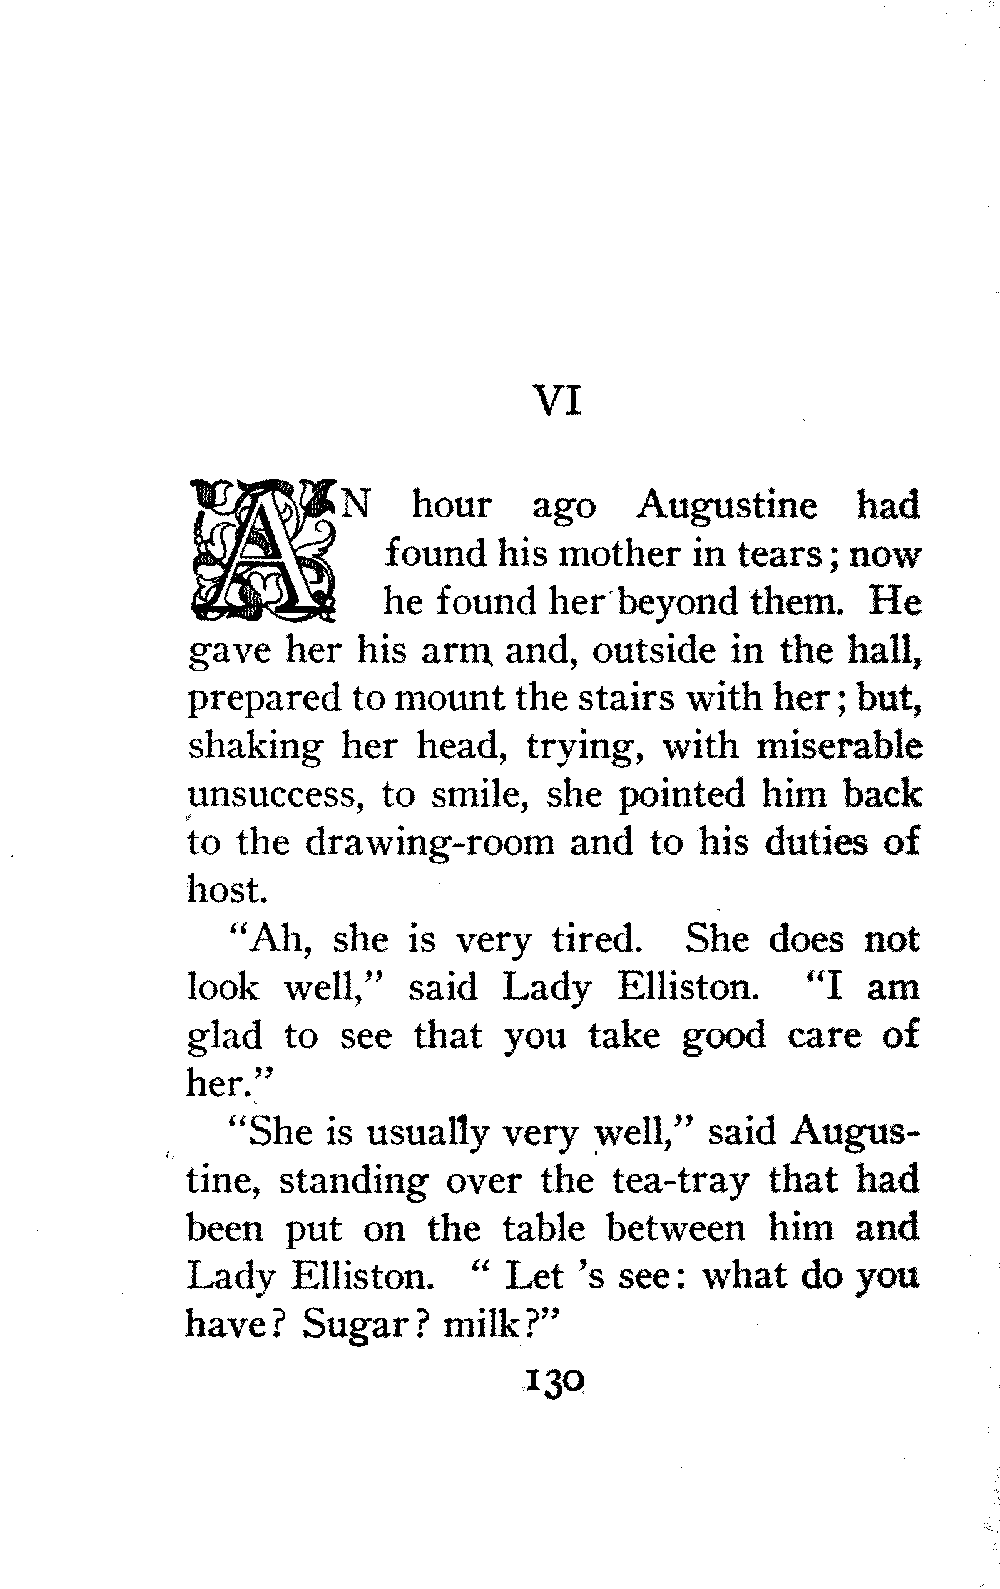 VI
AN hour ago Augustine had
found his mother in tears; now
he found her beyond them. He
gave her his arm and, outside in the hall,
prepared to mount the stairs with her; but,
shaking her head, trying, with miserable
unsuccess, to smile, she pointed him back
to the drawing-room and to his duties of
host.
"Ah, she is very tired. She does not
look well," said Lady Elliston. "I am
glad to see that you take good care of
her."
"She is usually very well," said Augus-
tine, standing over the tea-tray that had
been put on the table between him and
Lady Elliston. " Let 's see: what do you
have? Sugar? milk?"
130